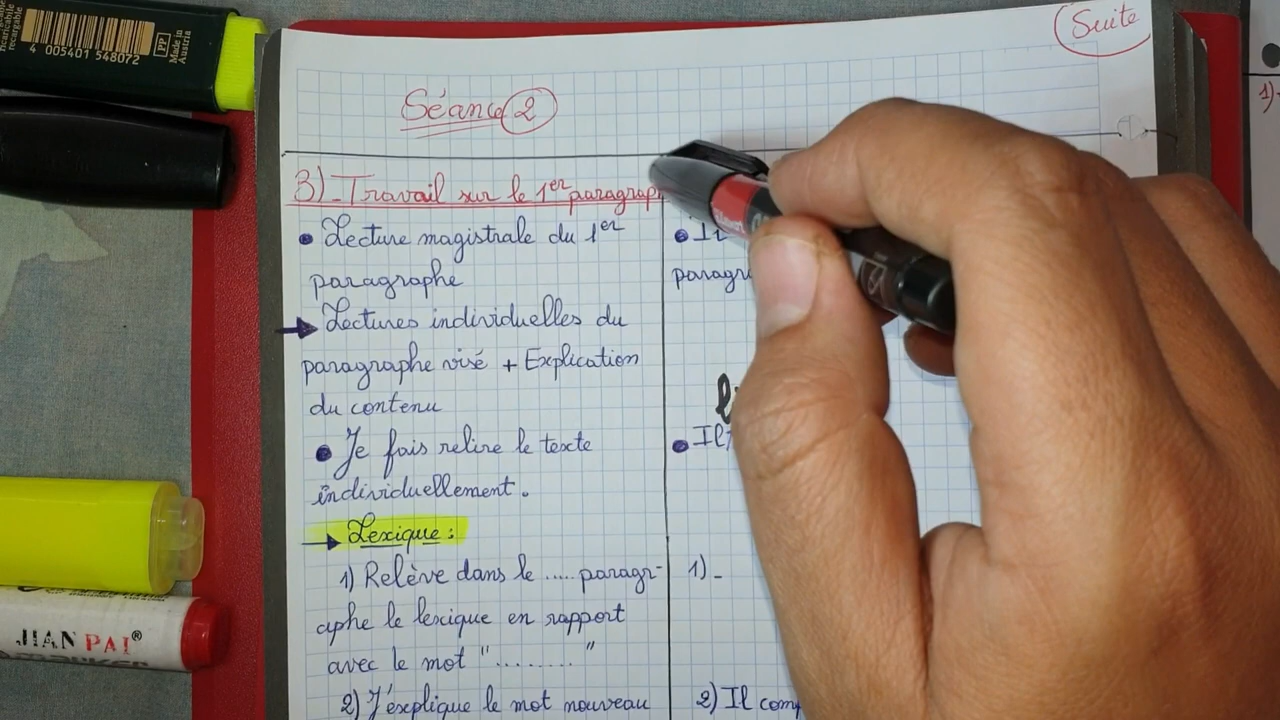 Suite
4 005401 548072
PP
Made in
Austria
Séance 2
3)_Travail sur le 1er paragraph
• Lecture magistrale du 1er
paragraphe
→ Lectures individuelles du
paragraphe visé + Explication
du contenu
• Je fais relire le texte
individuellement.
→ Lexique :
1) Relève dans le ..... paragr-
aphe le lexique en rapport
avec le mot "........."
2) J'explique le mot nouveau
• Il
paragr
• Il
1)_
2) Il comp
1)
JIAN PAI®